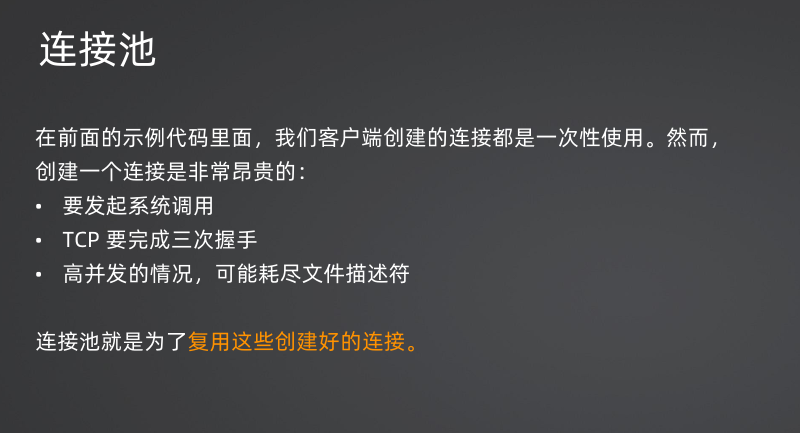 连接池
在前面的示例代码里面，我们客户端创建的连接都是一次性使用。然而，
创建一个连接是非常昂贵的：
• 要发起系统调用
• TCP 要完成三次握手
• 高并发的情况，可能耗尽文件描述符
连接池就是为了复用这些创建好的连接。